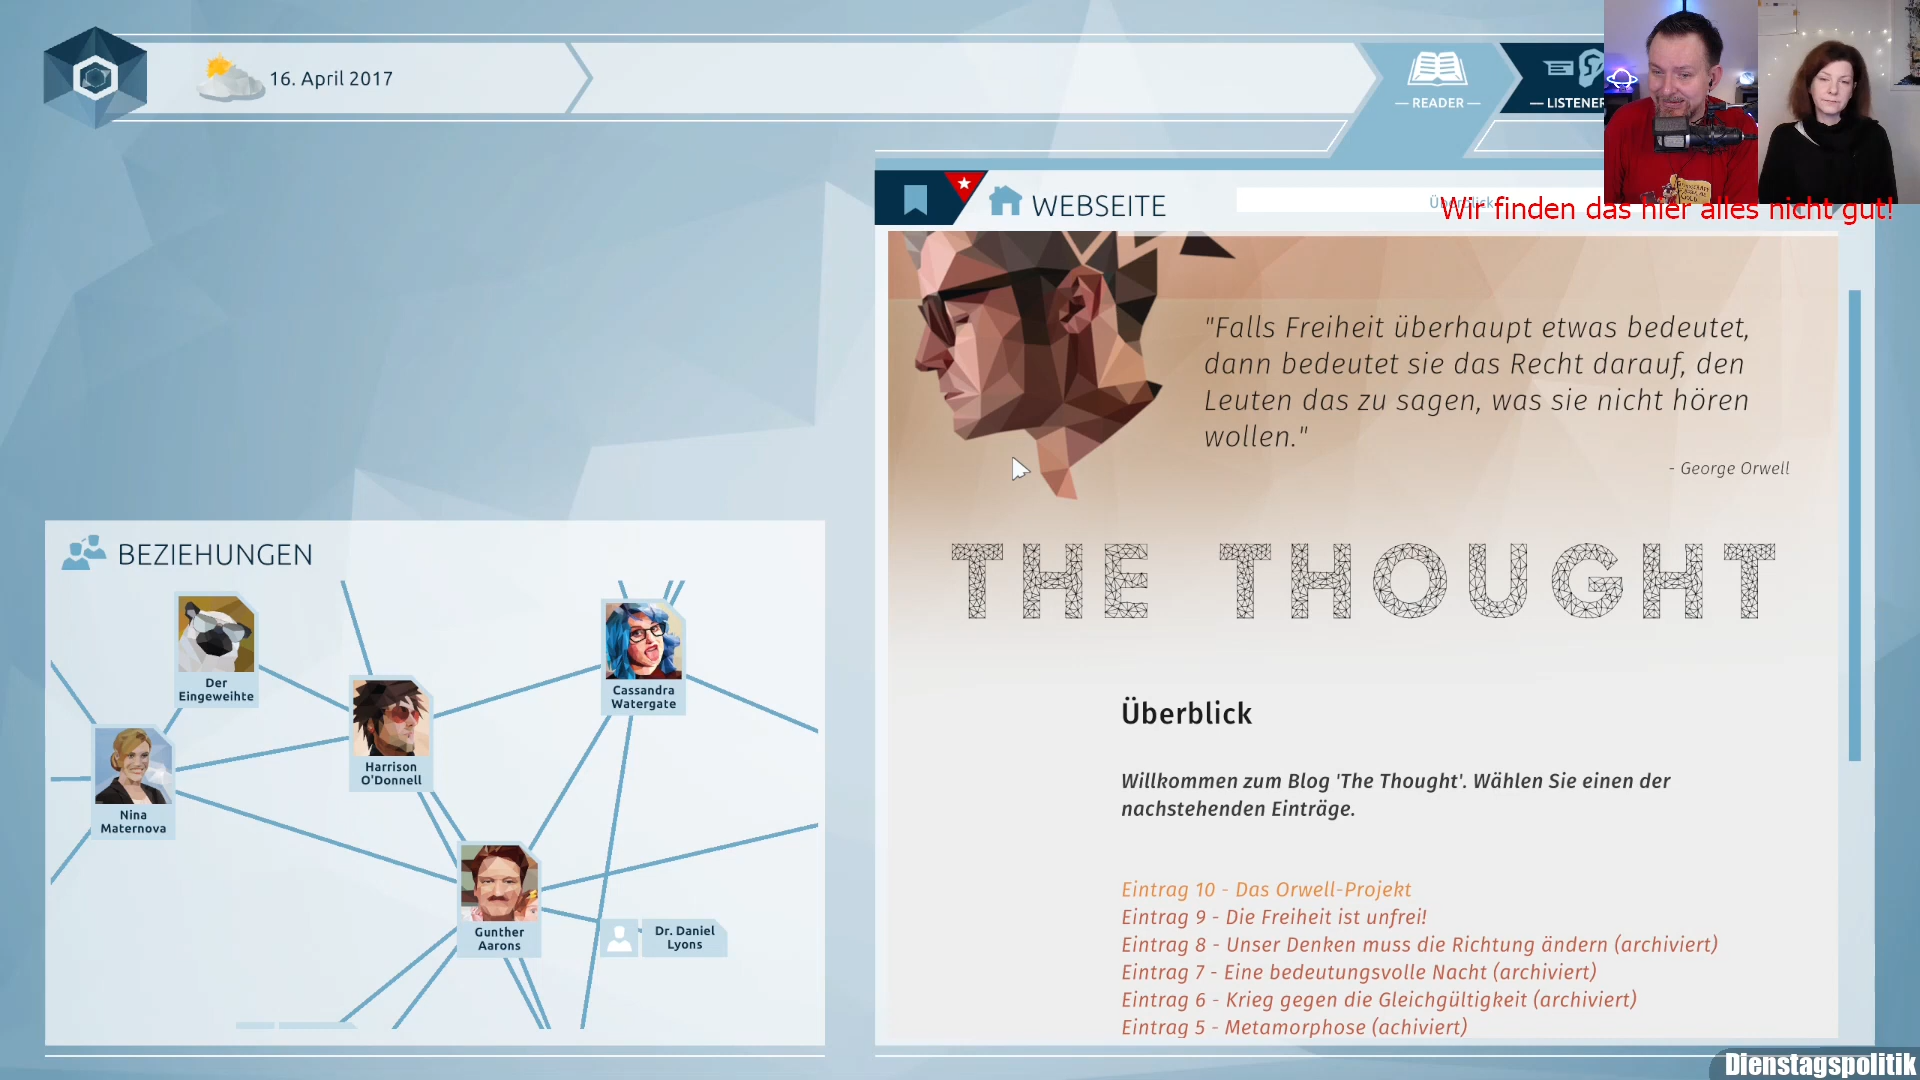 16. April 2017
READER
LISTENER
WEBSEITE
Überblick
Wir finden das hier alles nicht gut!
"Falls Freiheit überhaupt etwas bedeutet,
dann bedeutet sie das Recht darauf, den
Leuten das zu sagen, was sie nicht hören
wollen."
- George Orwell
THE THOUGHT
Überblick
Willkommen zum Blog 'The Thought'. Wählen Sie einen der
nachstehenden Einträge.
Eintrag 10 - Das Orwell-Projekt
Eintrag 9 - Die Freiheit ist unfrei!
Eintrag 8 - Unser Denken muss die Richtung ändern (archiviert)
Eintrag 7 - Eine bedeutungsvolle Nacht (archiviert)
Eintrag 6 - Krieg gegen die Gleichgültigkeit (archiviert)
Eintrag 5 - Metamorphose (achiviert)
BEZIEHUNGEN
Der
Eingeweihte
Cassandra
Watergate
Harrison
O'Donnell
Nina
Maternova
Gunther
Aarons
Dr. Daniel
Lyons
Dienstagspolitik